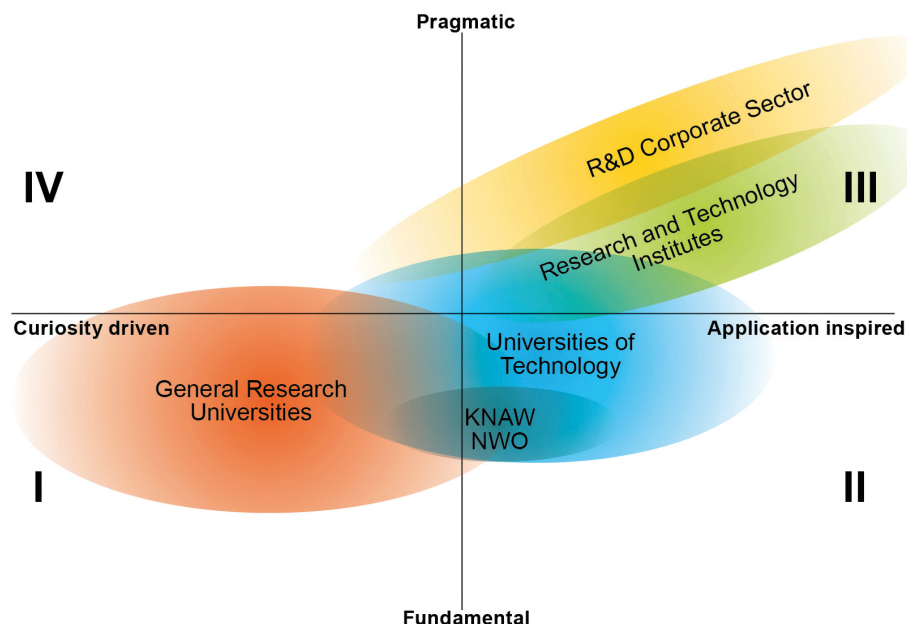 Pragmatic
R&D Corporate Sector
IV
III
Research and Technology
Institutes
Curiosity driven
Application inspired
Universities of
Technology
General Research
Universities
KNAW
NWO
I
II
Fundamental